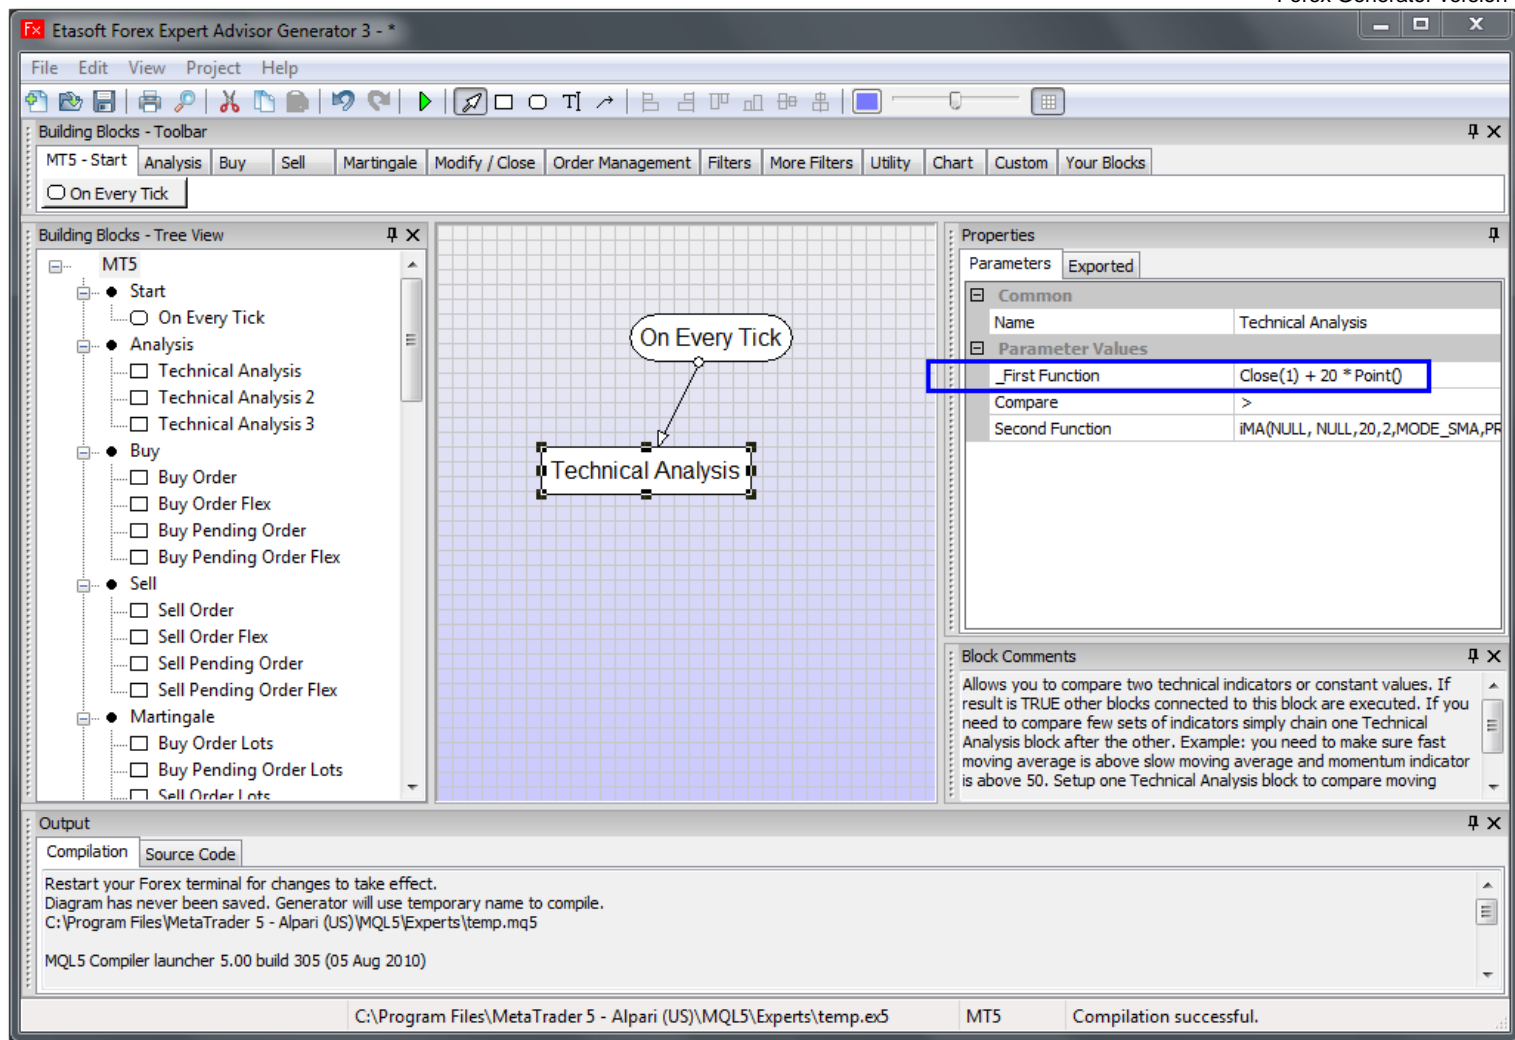 Forex Generator version
Etasoft Forex Expert Advisor Generator 3 - *
File Edit View Project Help
Building Blocks - Toolbar
MT5 - Start Analysis Buy Sell Martingale Modify / Close Order Management Filters More Filters Utility Chart Custom Your Blocks
On Every Tick
Building Blocks - Tree View
MT5
Start
On Every Tick
Analysis
Technical Analysis
Technical Analysis 2
Technical Analysis 3
Buy
Buy Order
Buy Order Flex
Buy Pending Order
Buy Pending Order Flex
Sell
Sell Order
Sell Order Flex
Sell Pending Order
Sell Pending Order Flex
Martingale
Buy Order Lots
Buy Pending Order Lots
Sell Order Lots
On Every Tick
Technical Analysis
Properties
Parameters Exported
Common
Name Technical Analysis
Parameter Values
_First Function Close(1) + 20 * Point()
Compare >
Second Function iMA(NULL, NULL,20,2,MODE_SMA,PR
Block Comments
Allows you to compare two technical indicators or constant values. If
result is TRUE other blocks connected to this block are executed. If you
need to compare few sets of indicators simply chain one Technical
Analysis block after the other. Example: you need to make sure fast
moving average is above slow moving average and momentum indicator
is above 50. Setup one Technical Analysis block to compare moving
Output
Compilation Source Code
Restart your Forex terminal for changes to take effect.
Diagram has never been saved. Generator will use temporary name to compile.
C:\Program Files\MetaTrader 5 - Alpari (US)\MQL5\Experts\temp.mq5
MQL5 Compiler launcher 5.00 build 305 (05 Aug 2010)
C:\Program Files\MetaTrader 5 - Alpari (US)\MQL5\Experts\temp.ex5 MT5 Compilation successful.